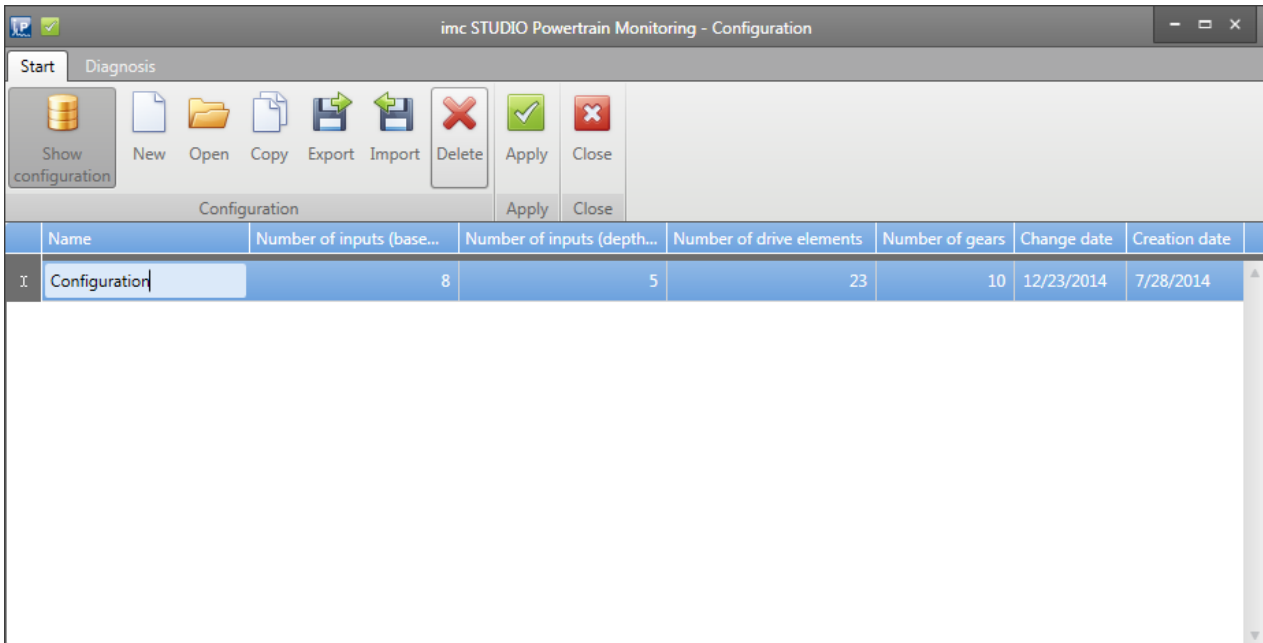 imc STUDIO Powertrain Monitoring - Configuration
Start Diagnosis
Show configuration New Open Copy Export Import Delete Apply Close
Configuration Apply Close
Name Number of inputs (base... Number of inputs (depth... Number of drive elements Number of gears Change date Creation date
Configuration 8 5 23 10 12/23/2014 7/28/2014